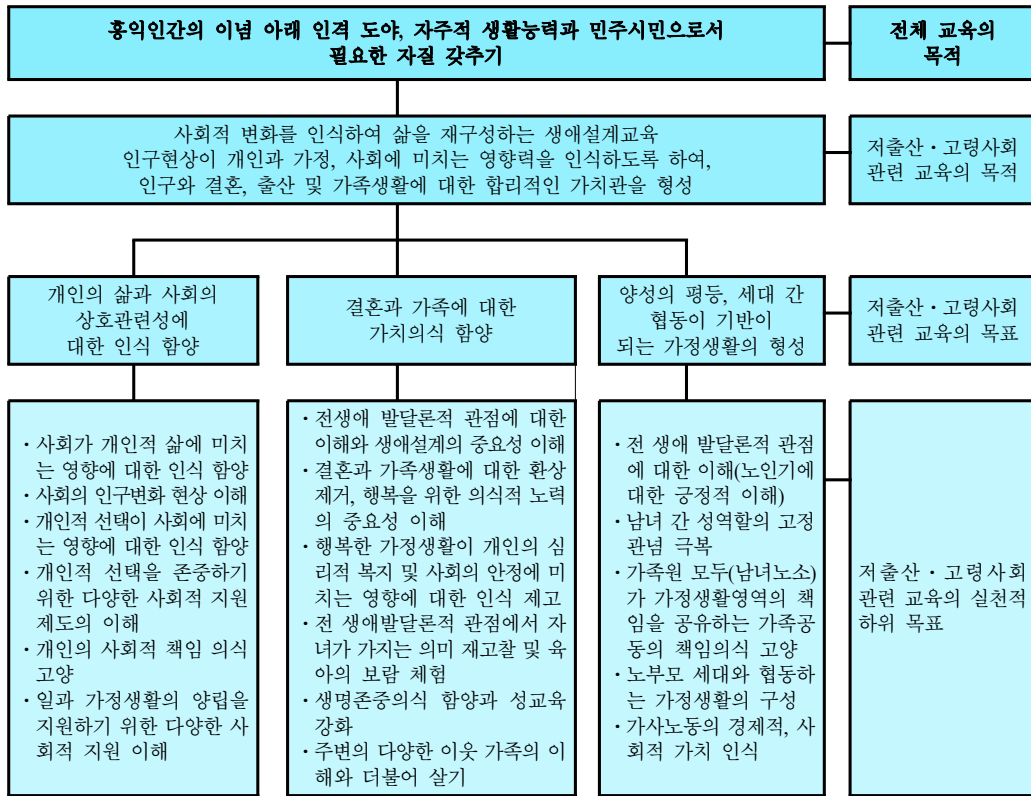 홍익인간의 이념 아래 인격 도야, 자주적 생활능력과 민주시민으로서
필요한 자질 갖추기
전체 교육의
목적
사회적 변화를 인식하여 삶을 재구성하는 생애설계교육
인구현상이 개인과 가정, 사회에 미치는 영향력을 인식하도록 하여,
인구와 결혼, 출산 및 가족생활에 대한 합리적인 가치관을 형성
저출산・고령사회
관련 교육의 목적
개인의 삶과 사회의
상호관련성에
대한 인식 함양
결혼과 가족에 대한
가치의식 함양
양성의 평등, 세대 간
협동이 기반이
되는 가정생활의 형성
저출산・고령사회
관련 교육의 목표
・사회가 개인적 삶에 미치
는 영향에 대한 인식 함양
・사회의 인구변화 현상 이해
・개인적 선택이 사회에 미치
는 영향에 대한 인식 함양
・개인적 선택을 존중하기
위한 다양한 사회적 지원
제도의 이해
・개인의 사회적 책임 의식
고양
・일과 가정생활의 양립을
지원하기 위한 다양한 사
회적 지원 이해
・전생애 발달론적 관점에 대한
이해와 생애설계의 중요성 이해
・결혼과 가족생활에 대한 환상
제거, 행복을 위한 의식적 노력
의 중요성 이해
・행복한 가정생활이 개인의 심
리적 복지 및 사회의 안정에 미
치는 영향에 대한 인식 제고
・전 생애발달론적 관점에서 자
녀가 가지는 의미 재고찰 및 육
아의 보람 체험
・생명존중의식 함양과 성교육
강화
・주변의 다양한 이웃 가족의 이
해와 더불어 살기
・전 생애 발달론적 관점
에 대한 이해(노인기에
대한 긍정적 이해)
・남녀 간 성역할의 고정
관념 극복
・가족원 모두(남녀노소)
가 가정생활영역의 책
임을 공유하는 가족공
동의 책임의식 고양
・노부모 세대와 협동하
는 가정생활의 구성
・가사노동의 경제적, 사
회적 가치 인식
저출산・고령사회
관련 교육의 실천적
하위 목표